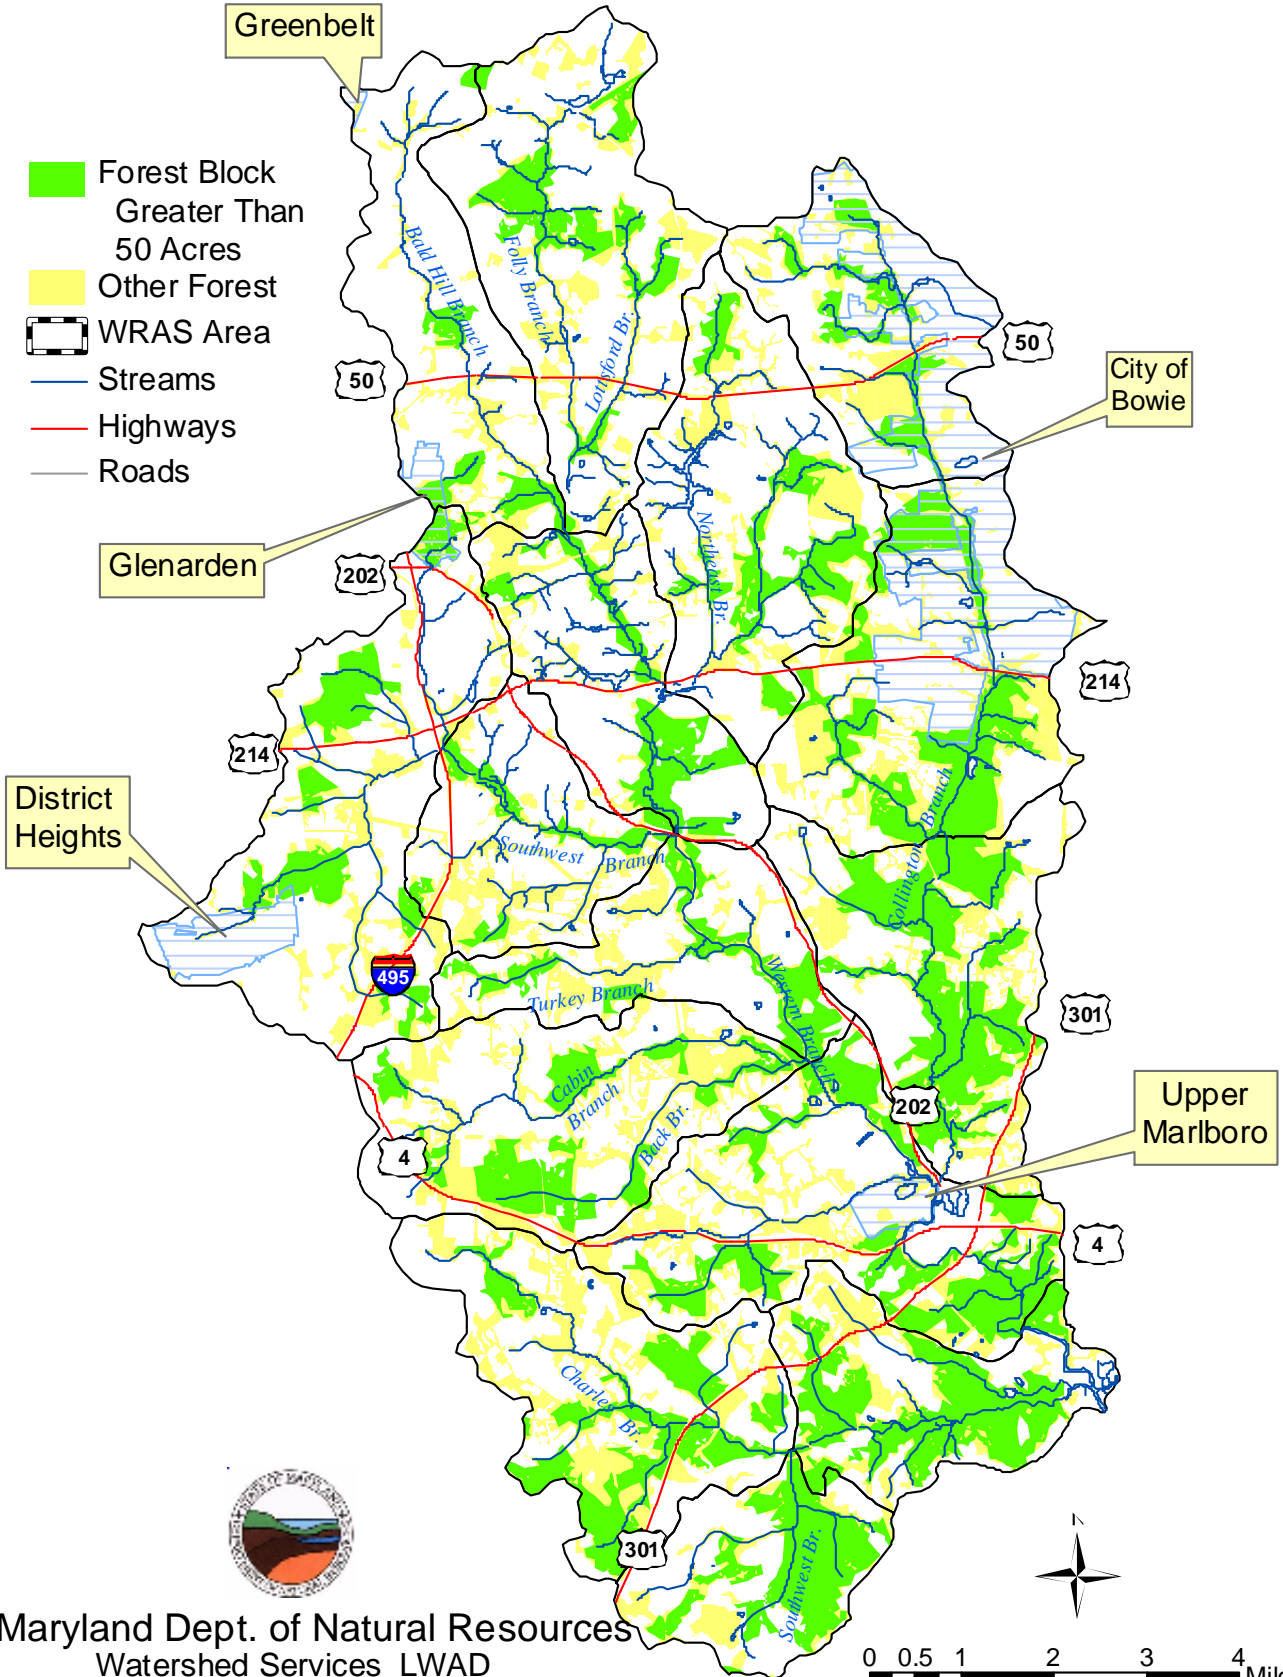 Greenbelt
Forest Block
Greater Than
50 Acres
Other Forest
WRAS Area
Streams
Highways
Roads
Bald Hill Branch
Folly Branch
Lottsford Br.
50
50
City of
Bowie
Glenarden
202
Northeast Br.
214
214
District
Heights
Southwest Branch
Collington Branch
495
Turkey Branch
Western Branch
301
Cabin
Branch
Back Br.
202
Upper
Marlboro
4
4
Charles Br.
301
Southwest Br.
N
Maryland Dept. of Natural Resources
Watershed Services LWAD
0 0.5 1 2 3 4